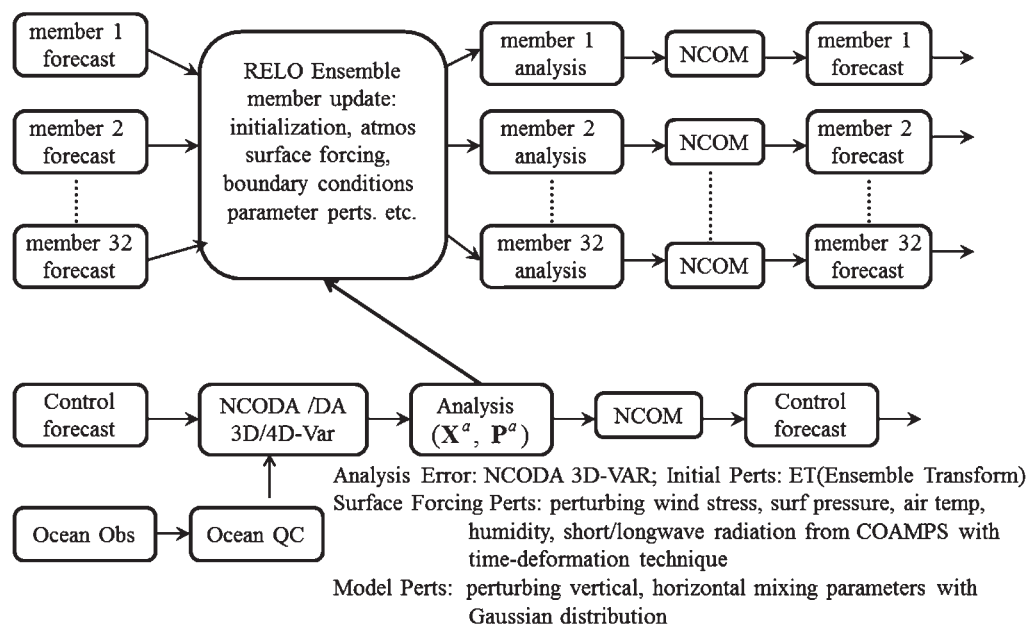 member 1
forecast
RELO Ensemble
member update:
initialization, atmos
surface forcing,
boundary conditions
parameter perts. etc.
member 1
analysis
NCOM
member 1
forecast
member 2
forecast
member 2
analysis
NCOM
member 2
forecast
member 32
forecast
member 32
analysis
NCOM
member 32
forecast
Control
forecast
NCODA /DA
3D/4D-Var
Analysis
(Xᵃ, Pᵃ)
NCOM
Control
forecast
Ocean Obs
Ocean QC
Analysis Error: NCODA 3D-VAR; Initial Perts: ET(Ensemble Transform)
Surface Forcing Perts: perturbing wind stress, surf pressure, air temp,
humidity, short/longwave radiation from COAMPS with
time-deformation technique
Model Perts: perturbing vertical, horizontal mixing parameters with
Gaussian distribution